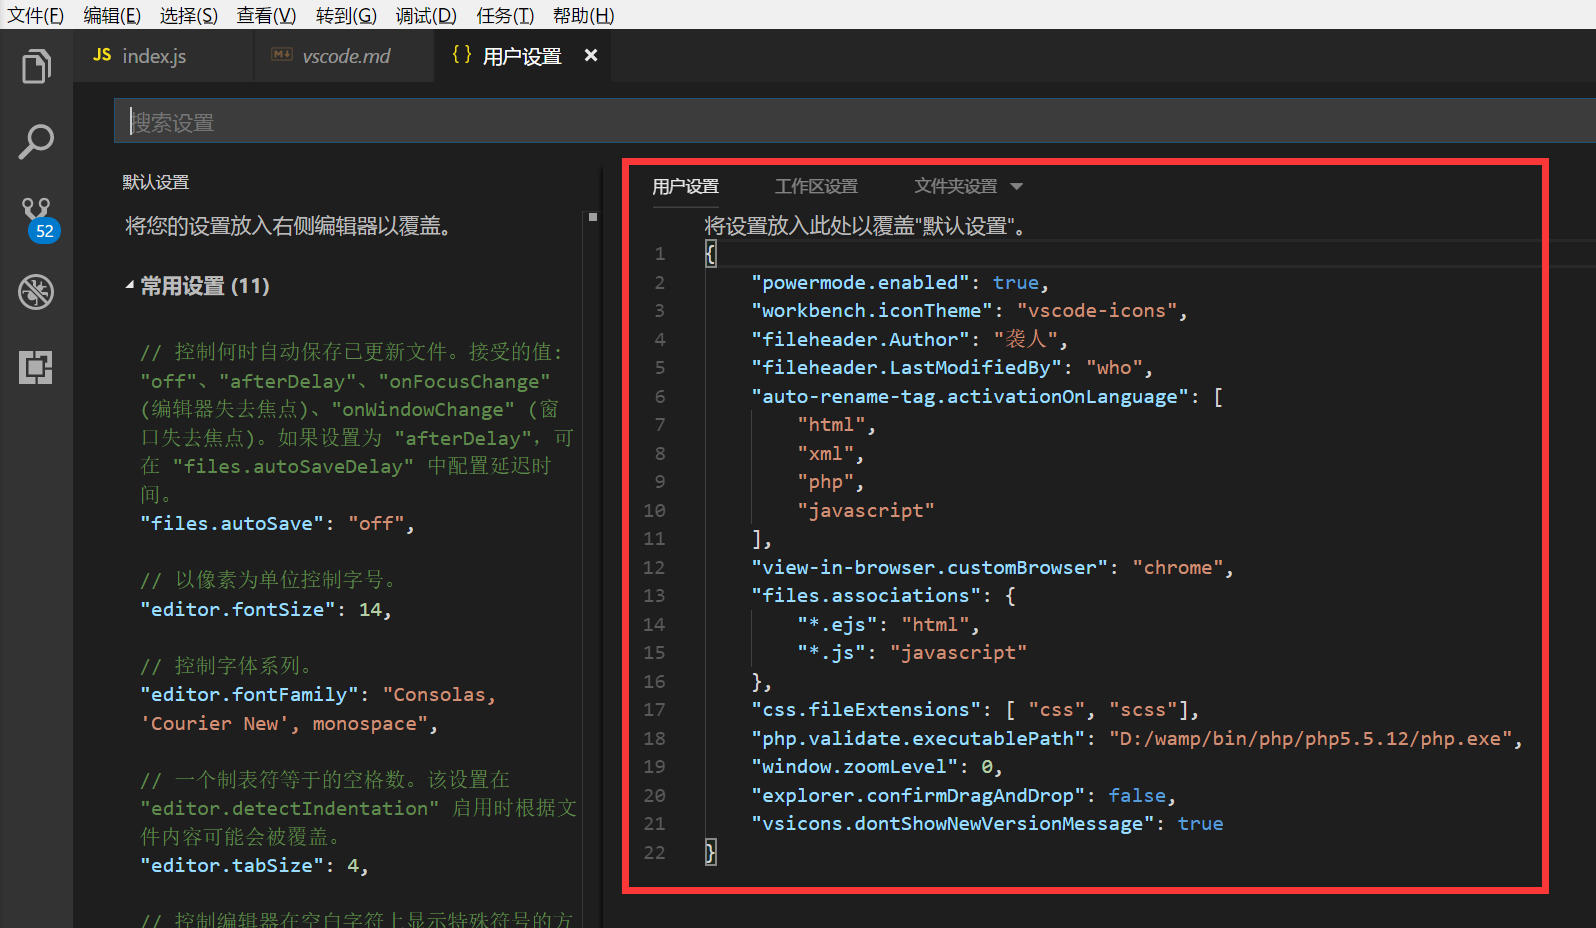 文件(F) 编辑(E) 选择(S) 查看(V) 转到(G) 调试(D) 任务(T) 帮助(H)
JS index.js M↓ vscode.md {} 用户设置 ×
搜索设置
52
默认设置
将您的设置放入右侧编辑器以覆盖。
常用设置 (11)
// 控制何时自动保存已更新文件。接受的值:
"off"、"afterDelay"、"onFocusChange"
(编辑器失去焦点)、"onWindowChange" (窗
口失去焦点)。如果设置为 "afterDelay"，可
在 "files.autoSaveDelay" 中配置延迟时
间。
"files.autoSave": "off",
// 以像素为单位控制字号。
"editor.fontSize": 14,
// 控制字体系列。
"editor.fontFamily": "Consolas,
'Courier New', monospace",
// 一个制表符等于的空格数。该设置在
"editor.detectIndentation" 启用时根据文
件内容可能会被覆盖。
"editor.tabSize": 4,
// 控制编辑器在空白字符上显示特殊符号的方
用户设置 工作区设置 文件夹设置
将设置放入此处以覆盖"默认设置"。
1 {
2 "powermode.enabled": true,
3 "workbench.iconTheme": "vscode-icons",
4 "fileheader.Author": "袭人",
5 "fileheader.LastModifiedBy": "who",
6 "auto-rename-tag.activationOnLanguage": [
7 "html",
8 "xml",
9 "php",
10 "javascript"
11 ],
12 "view-in-browser.customBrowser": "chrome",
13 "files.associations": {
14 "*.ejs": "html",
15 "*.js": "javascript"
16 },
17 "css.fileExtensions": [ "css", "scss"],
18 "php.validate.executablePath": "D:/wamp/bin/php/php5.5.12/php.exe",
19 "window.zoomLevel": 0,
20 "explorer.confirmDragAndDrop": false,
21 "vsicons.dontShowNewVersionMessage": true
22 }